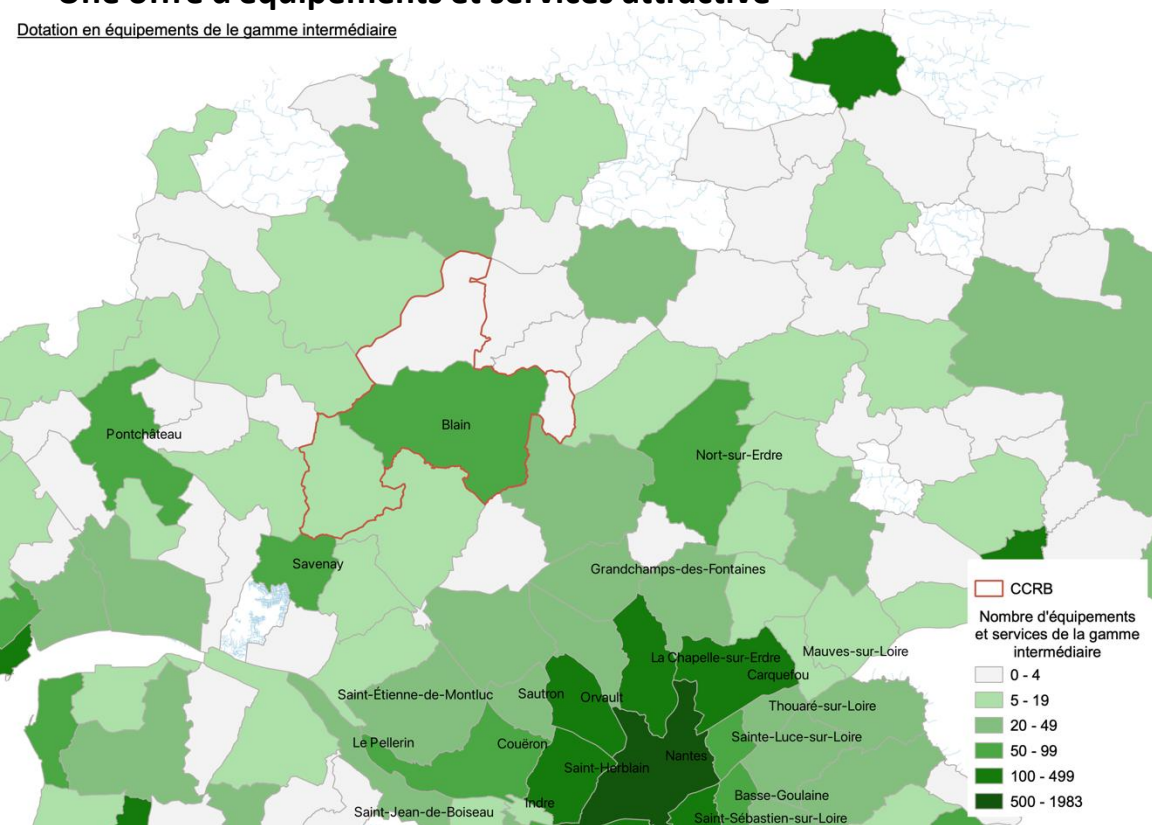 Une offre d'équipements et services attractive
Dotation en équipements de le gamme intermédiaire
Blain
Pontchâteau
Nort-sur-Erdre
Savenay
Grandchamps-des-Fontaines
La Chapelle-sur-Erdre
Mauves-sur-Loire
Carquefou
Saint-Étienne-de-Montluc
Sautron
Orvault
Thouaré-sur-Loire
Le Pellerin
Couëron
Sainte-Luce-sur-Loire
Nantes
Saint-Herblain
Basse-Goulaine
Indre
Saint-Jean-de-Boiseau
Saint-Sébastien-sur-Loire
CCRB
Nombre d'équipements
et services de la gamme
intermédiaire
0 - 4
5 - 19
20 - 49
50 - 99
100 - 499
500 - 1983